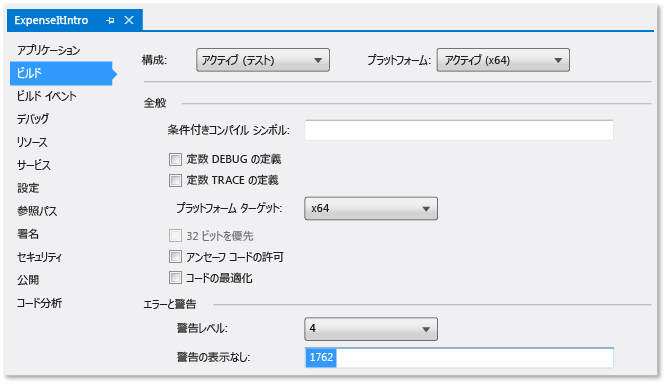 ExpenseItIntro
アプリケーション
ビルド
ビルド イベント
デバッグ
リソース
サービス
設定
参照パス
署名
セキュリティ
公開
コード分析
構成: アクティブ (テスト) プラットフォーム: アクティブ (x64)
全般
条件付きコンパイル シンボル:
定数 DEBUG の定義
定数 TRACE の定義
プラットフォーム ターゲット: x64
32 ビットを優先
アンセーフ コードの許可
コードの最適化
エラーと警告
警告レベル: 4
警告の表示なし: 1762